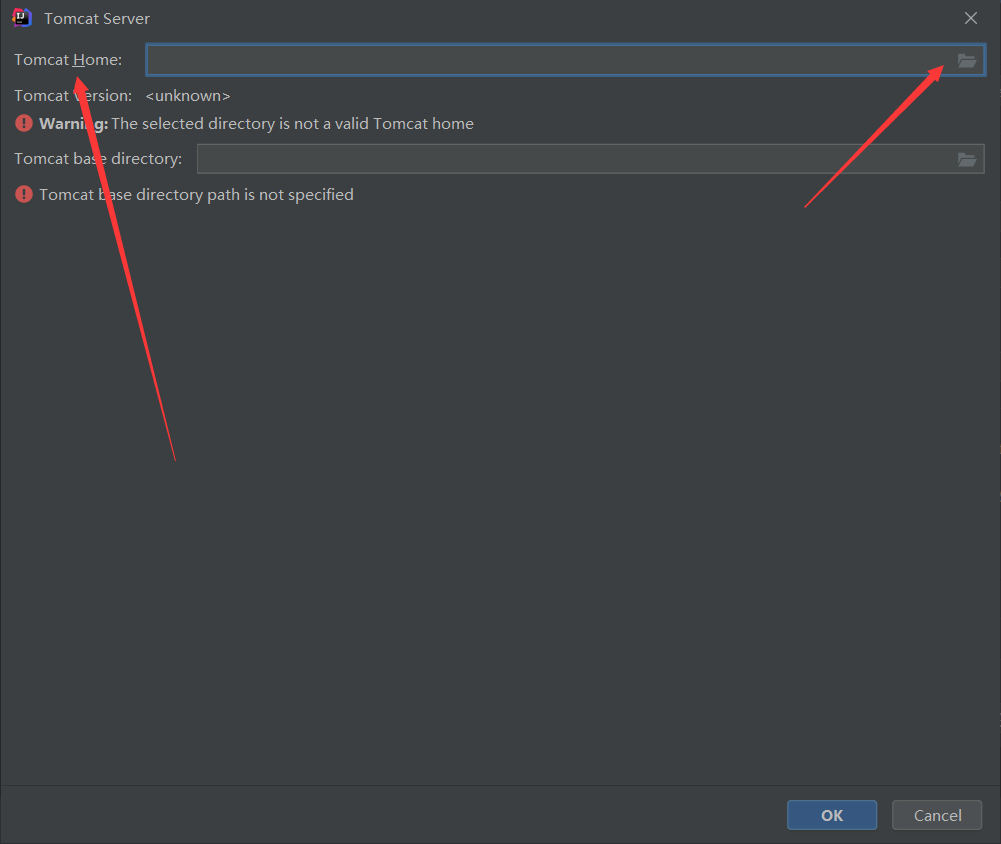 Tomcat Server
Tomcat Home:
Tomcat Version: <unknown>
Warning: The selected directory is not a valid Tomcat home
Tomcat base directory:
Tomcat base directory path is not specified
OK Cancel